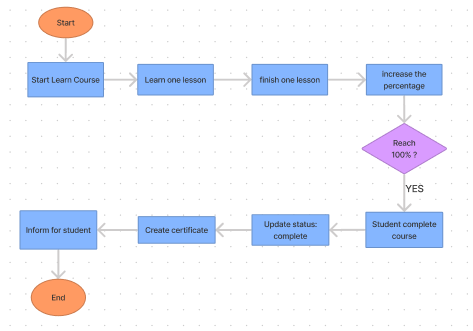 Start
Start Learn Course
Learn one lesson
finish one lesson
increase the
percentage
Reach
100% ?
YES
Student complete
course
Update status:
complete
Create certificate
Inform for student
End